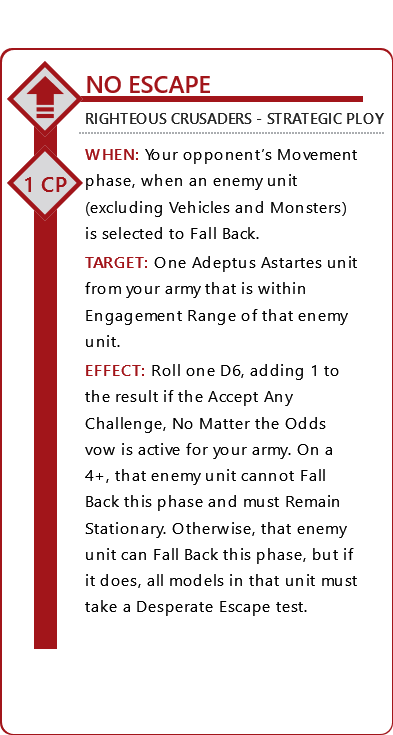 NO ESCAPE
RIGHTEOUS CRUSADERS - STRATEGIC PLOY
1 CP
WHEN: Your opponent's Movement
phase, when an enemy unit
(excluding Vehicles and Monsters)
is selected to Fall Back.
TARGET: One Adeptus Astartes unit
from your army that is within
Engagement Range of that enemy
unit.
EFFECT: Roll one D6, adding 1 to
the result if the Accept Any
Challenge, No Matter the Odds
vow is active for your army. On a
4+, that enemy unit cannot Fall
Back this phase and must Remain
Stationary. Otherwise, that enemy
unit can Fall Back this phase, but if
it does, all models in that unit must
take a Desperate Escape test.